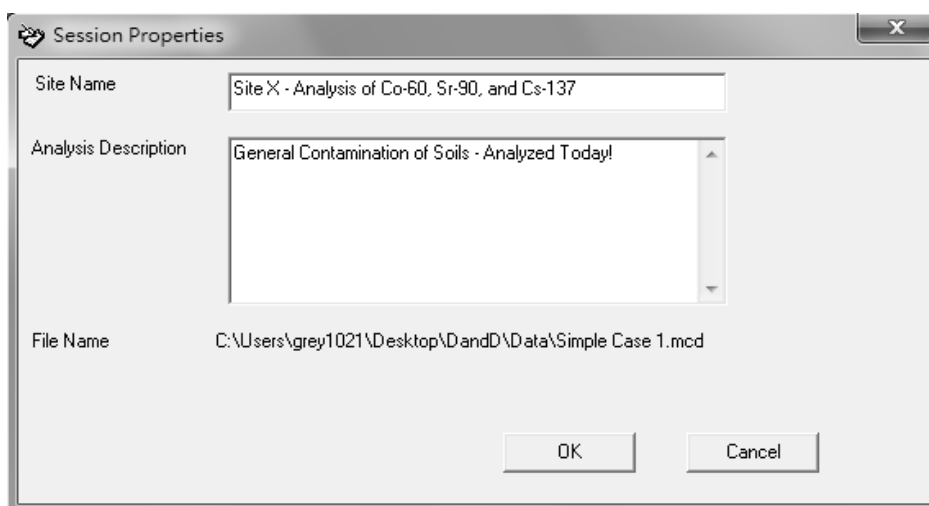 Session Properties
x
Site Name
Site X - Analysis of Co-60, Sr-90, and Cs-137
Analysis Description
General Contamination of Soils - Analyzed Today!
File Name
C:\Users\grey1021\Desktop\DandD\Data\Simple Case 1.mcd
OK
Cancel